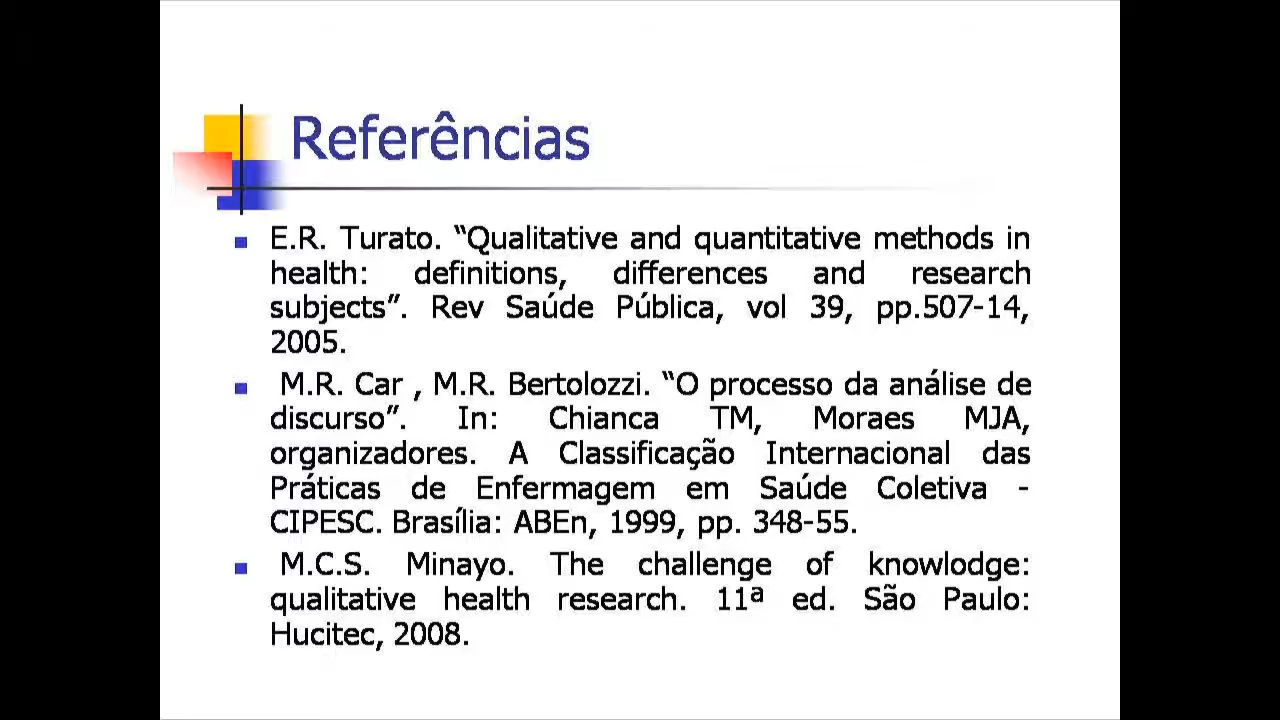 Referências
E.R. Turato. “Qualitative and quantitative methods in
health: definitions, differences and research
subjects”. Rev Saúde Pública, vol 39, pp.507-14,
2005.
M.R. Car , M.R. Bertolozzi. “O processo da análise de
discurso”. In: Chianca TM, Moraes MJA,
organizadores. A Classificação Internacional das
Práticas de Enfermagem em Saúde Coletiva -
CIPESC. Brasília: ABEn, 1999, pp. 348-55.
M.C.S. Minayo. The challenge of knowlodge:
qualitative health research. 11ª ed. São Paulo:
Hucitec, 2008.